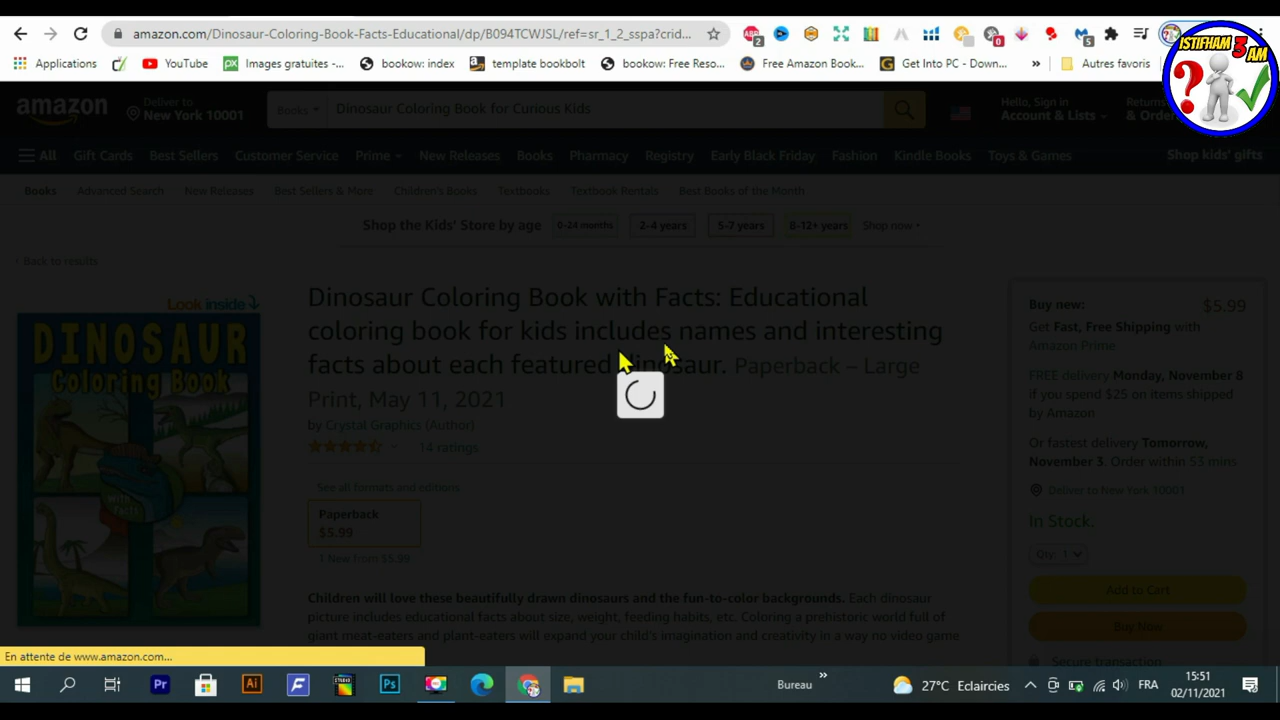 amazon.com/Dinosaur-Coloring-Book-Facts-Educational/dp/B094TCWJSL/ref=sr_1_2_sspa?crid...
Applications YouTube Images gratuites -... bookow: index template bookbolt bookow: Free Reso... Free Amazon Book... Get Into PC - Down... » Autres favoris
ISTIFHAM 3 AM
amazon Deliver to New York 10001 Books Dinosaur Coloring Book for Curious Kids Hello, Sign in Account & Lists Returns & Orde
All Gift Cards Best Sellers Customer Service Prime New Releases Books Pharmacy Registry Early Black Friday Fashion Kindle Books Toys & Games Shop kids' gifts
Books Advanced Search New Releases Best Sellers & More Children's Books Textbooks Textbook Rentals Best Books of the Month
Shop the Kids' Store by age 0-24 months 2-4 years 5-7 years 8-12+ years Shop now ›
‹ Back to results
Look inside
DINOSAUR
Coloring Book
with
Facts
Dinosaur Coloring Book with Facts: Educational
coloring book for kids includes names and interesting
facts about each featured dinosaur. Paperback – Large
Print, May 11, 2021
by Crystal Graphics (Author)
14 ratings
See all formats and editions
Paperback
$5.99
1 New from $5.99
Children will love these beautifully drawn dinosaurs and the fun-to-color backgrounds. Each dinosaur
picture includes educational facts about size, weight, feeding habits, etc. Coloring a prehistoric world full of
giant meat-eaters and plant-eaters will expand your child's imagination and creativity in a way no video game
Buy new: $5.99
Get Fast, Free Shipping with
Amazon Prime
FREE delivery Monday, November 8
if you spend $25 on items shipped
by Amazon
Or fastest delivery Tomorrow,
November 3. Order within 53 mins
Deliver to New York 10001
In Stock.
Qty: 1
Add to Cart
Buy Now
Secure transaction
En attente de www.amazon.com...
Bureau » 27°C Eclaircies FRA 15:51
02/11/2021